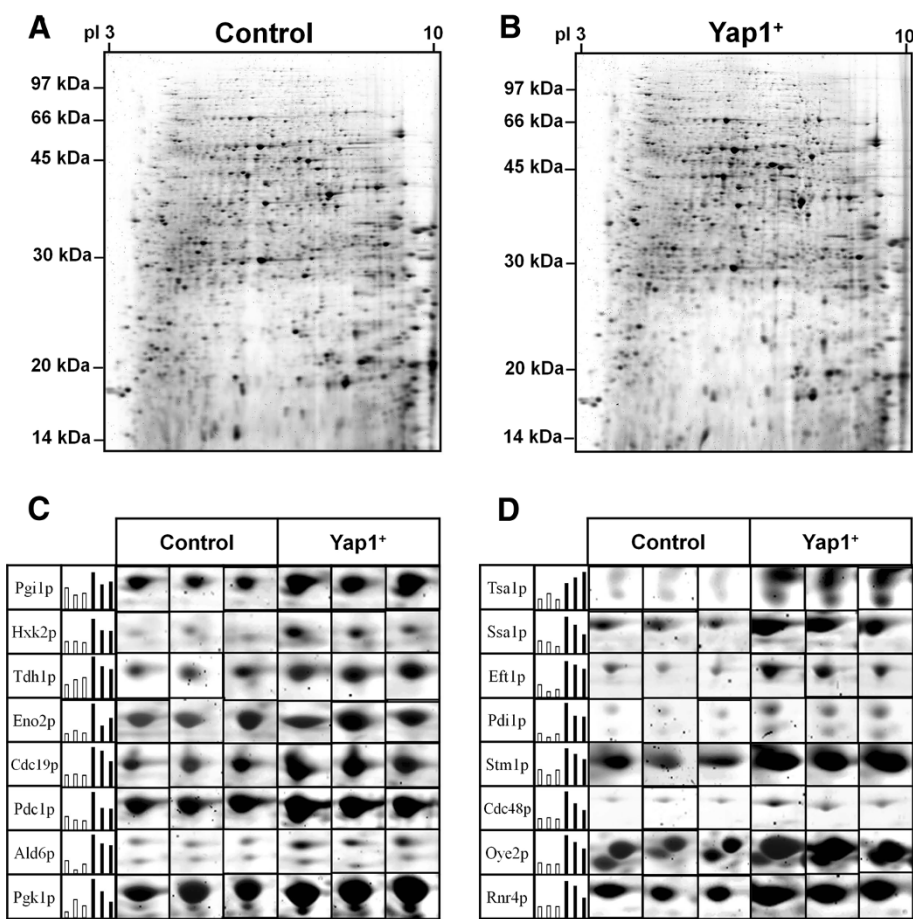 A pI 3 Control 10
97 kDa
66 kDa
45 kDa
30 kDa
20 kDa
14 kDa
B pI 3 Yap1+ 10
97 kDa
66 kDa
45 kDa
30 kDa
20 kDa
14 kDa
C
Control Yap1+
Pgi1p
Hxk2p
Tdh1p
Eno2p
Cdc19p
Pdc1p
Ald6p
Pgk1p
D
Control Yap1+
Tsa1p
Ssa1p
Eft1p
Pdi1p
Stm1p
Cdc48p
Oye2p
Rnr4p